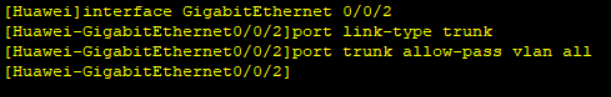 [Huawei]interface GigabitEthernet 0/0/2
[Huawei-GigabitEthernet0/0/2]port link-type trunk
[Huawei-GigabitEthernet0/0/2]port trunk allow-pass vlan all
[Huawei-GigabitEthernet0/0/2]